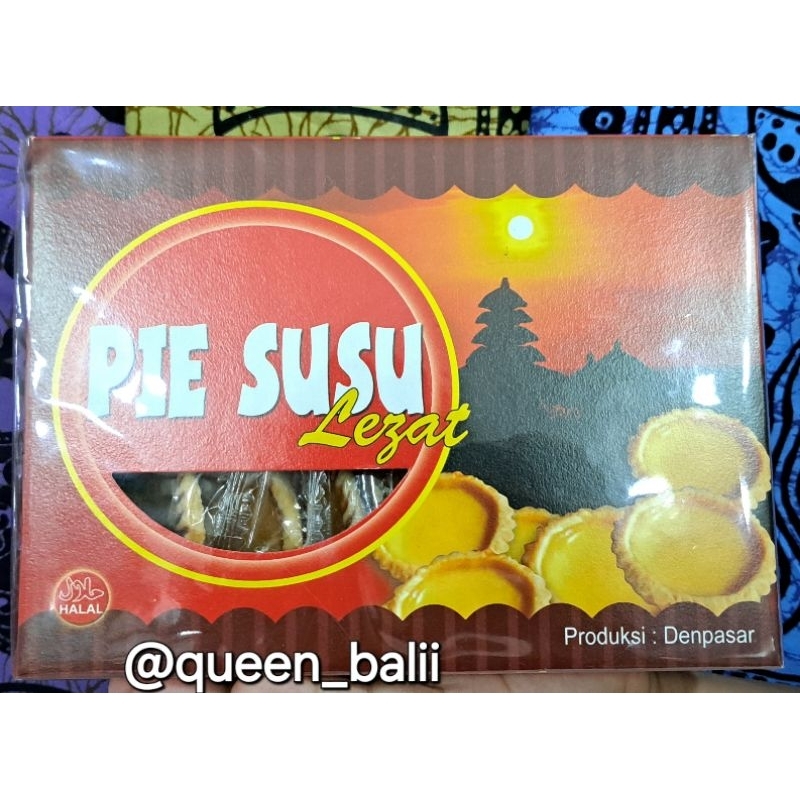 PIE SUSU
Lezat
حلال
HALAL
Produksi : Denpasar
@queen_balii